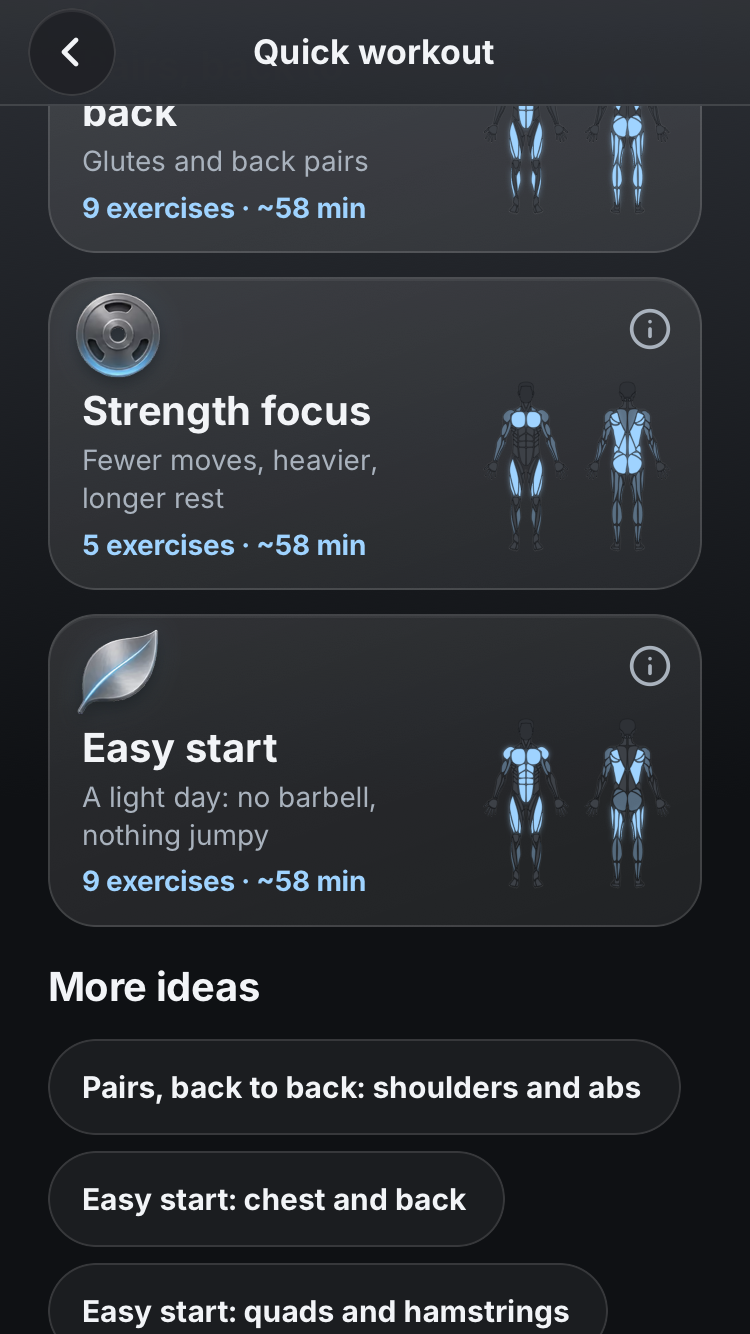 Quick workout
back
Glutes and back pairs
9 exercises · ~58 min
Strength focus
Fewer moves, heavier,
longer rest
5 exercises · ~58 min
Easy start
A light day: no barbell,
nothing jumpy
9 exercises · ~58 min
More ideas
Pairs, back to back: shoulders and abs
Easy start: chest and back
Easy start: quads and hamstrings